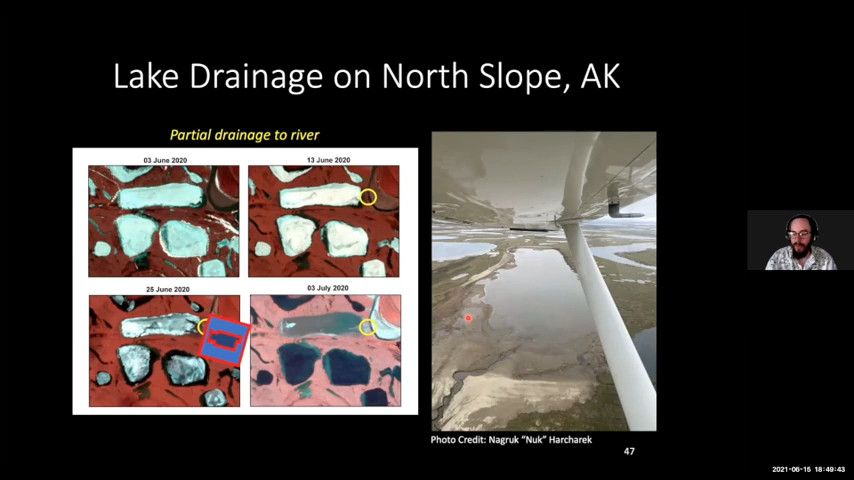 Lake Drainage on North Slope, AK
Partial drainage to river
03 June 2020
13 June 2020
25 June 2020
03 July 2020
Photo Credit: Nagruk “Nuk” Harcharek
47
2021-06-15 18:49:43